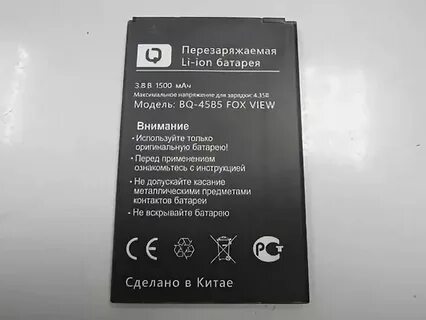 Перезаряжаемая
Li-ion батарея
3.8 В 1500 мАч
Максимальное напряжение для зарядки: 4.35В
Модель: BQ-4585 FOX VIEW
Внимание
• Используйте только
оригинальную батарею!
• Перед применением
ознакомьтесь с инструкцией
• Не допускайте касание
металлическими предметами
контактов батареи
• Не вскрывайте батарею
CE
РСТ
Сделано в Китае